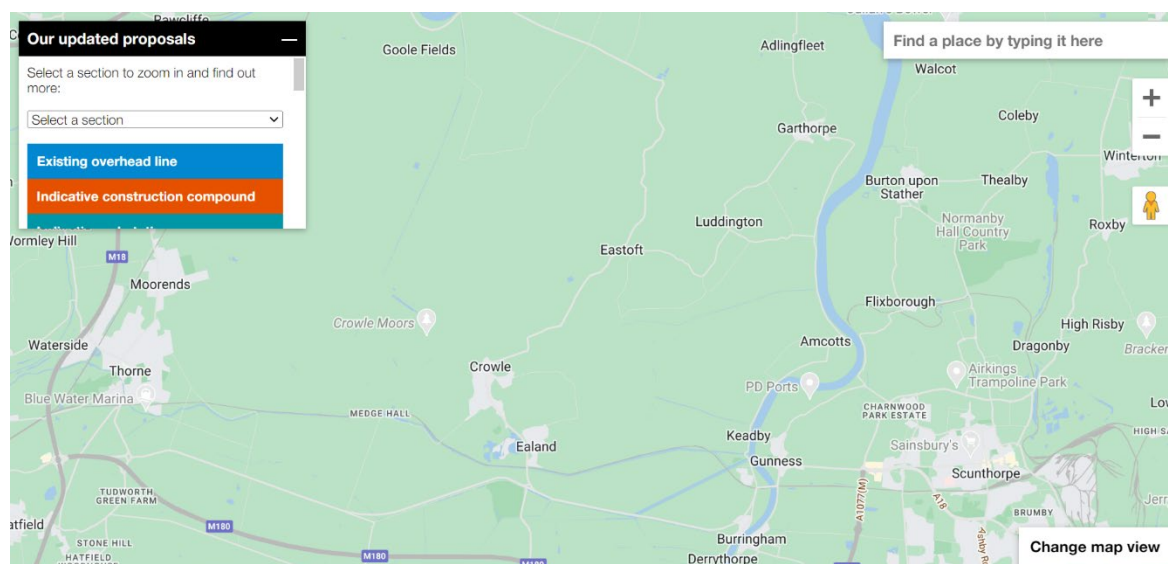 Rawcliffe
Our updated proposals
Select a section to zoom in and find out
more:
Select a section
Existing overhead line
Indicative construction compound
Goole Fields
Adlingfleet
Find a place by typing it here
Walcot
Coleby
Garthorpe
Winterton
Burton upon
Stather
Thealby
Normanby
Hall Country
Park
Roxby
Luddington
Eastoft
Wormley Hill
M18
Moorends
Flixborough
Crowle Moors
High Risby
Waterside
Amcotts
Dragonby
Thorne
Crowle
Airkings
Trampoline Park
PD Ports
Blue Water Marina
MEDGE HALL
CHARNWOOD
PARK ESTATE
Keadby
Ealand
Sainsbury's
Gunness
Scunthorpe
TUDWORTH
GREEN FARM
A1077(M)
A18
BRUMBY
M180
STONE HILL
HATFIELD
M180
Burringham
Derrythorpe
Change map view